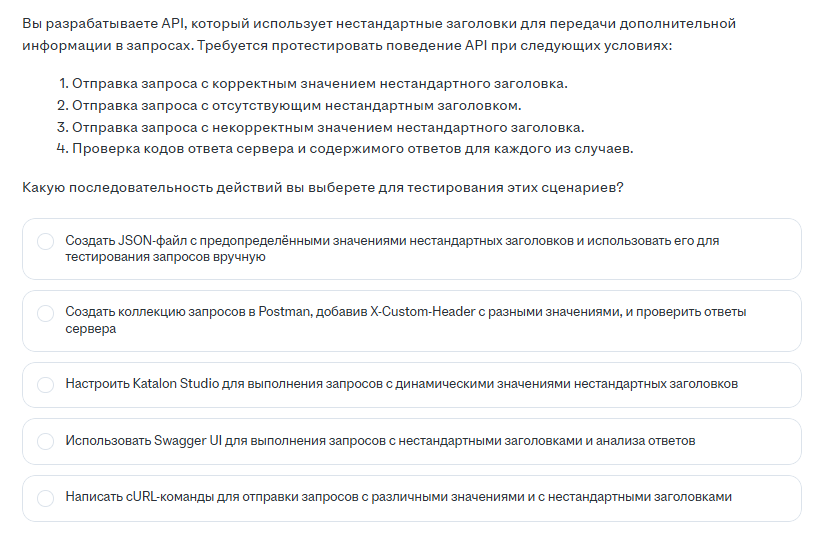 Вы разрабатываете API, который использует нестандартные заголовки для передачи дополнительной
информации в запросах. Требуется протестировать поведение API при следующих условиях:
1. Отправка запроса с корректным значением нестандартного заголовка.
2. Отправка запроса с отсутствующим нестандартным заголовком.
3. Отправка запроса с некорректным значением нестандартного заголовка.
4. Проверка кодов ответа сервера и содержимого ответов для каждого из случаев.
Какую последовательность действий вы выберете для тестирования этих сценариев?
Создать JSON-файл с предопределёнными значениями нестандартных заголовков и использовать его для
тестирования запросов вручную
Создать коллекцию запросов в Postman, добавив X-Custom-Header с разными значениями, и проверить ответы
сервера
Настроить Katalon Studio для выполнения запросов с динамическими значениями нестандартных заголовков
Использовать Swagger UI для выполнения запросов с нестандартными заголовками и анализа ответов
Написать cURL-команды для отправки запросов с различными значениями и с нестандартными заголовками